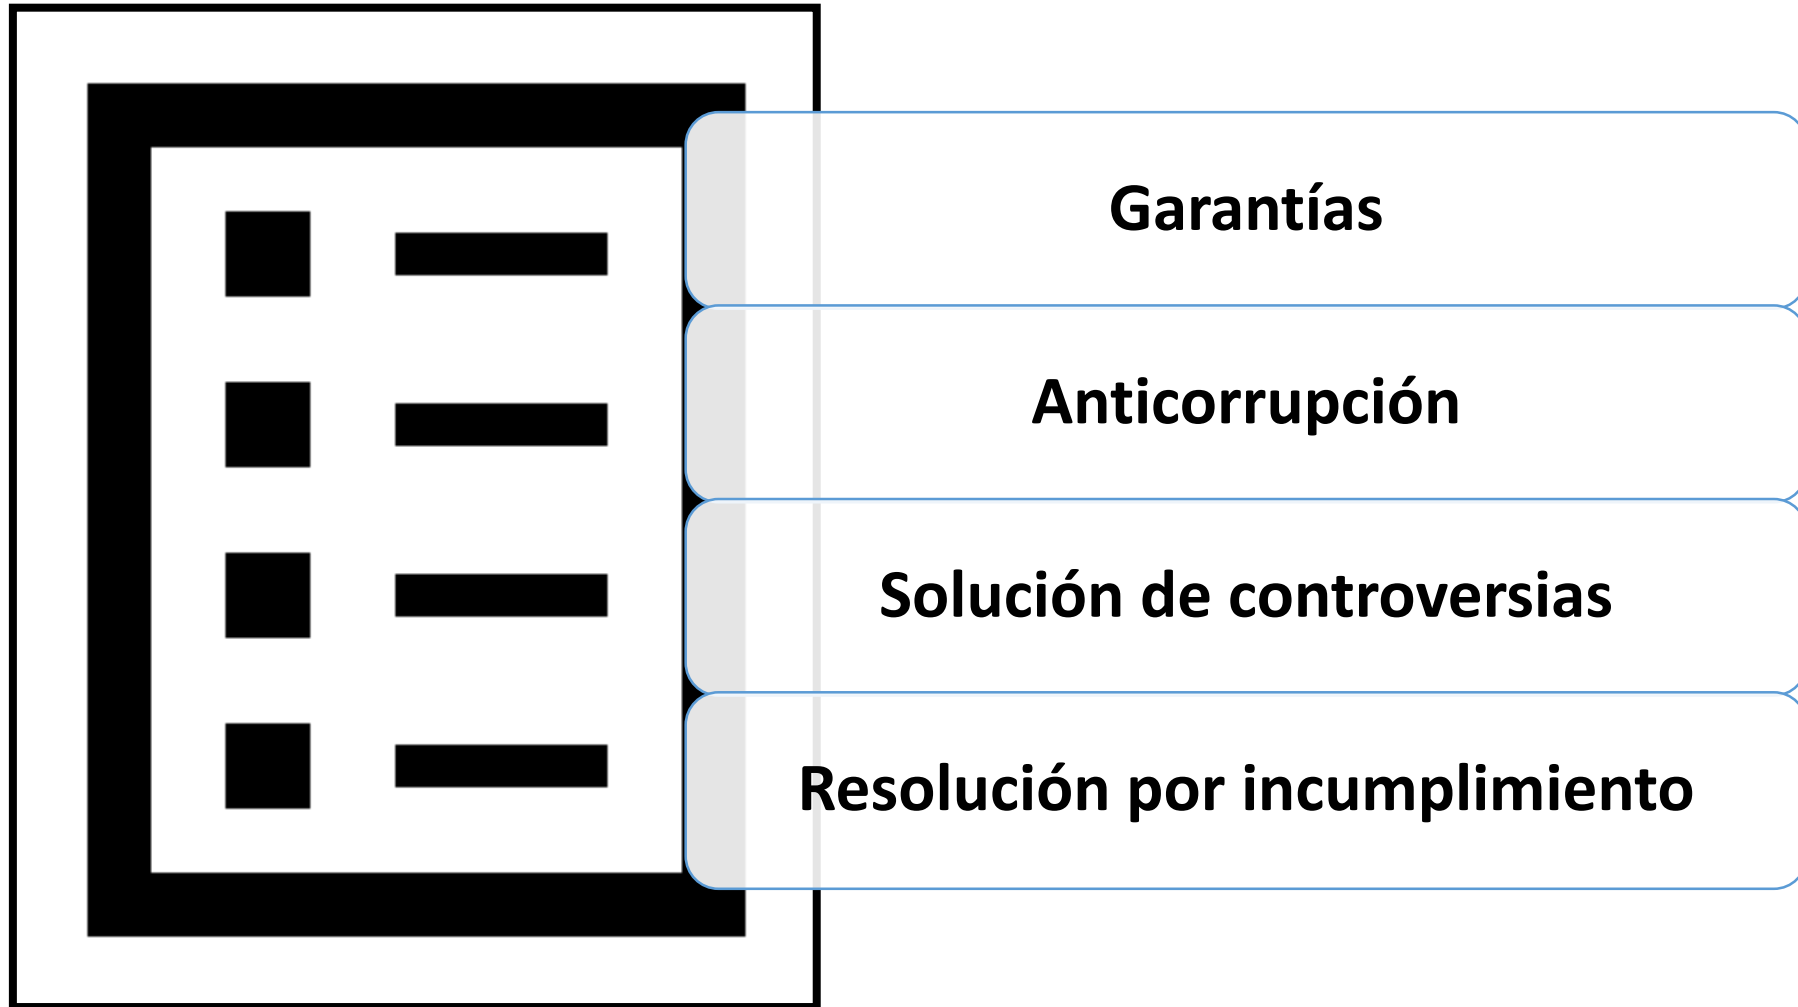 Garantías
Anticorrupción
Solución de controversias
Resolución por incumplimiento